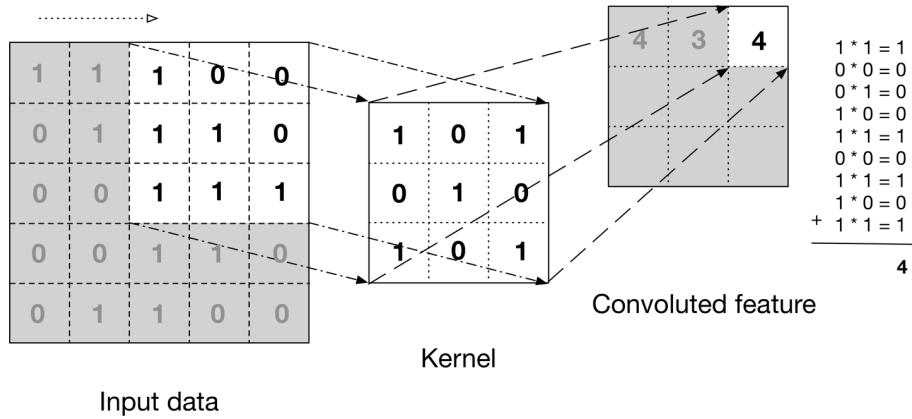 1 1 1 0 0
0 1 1 1 0
0 0 1 1 1
0 0 1 1 0
0 1 1 0 0
Input data
1 0 1
0 1 0
1 0 1
Kernel
4 3 4
Convoluted feature
1 * 1 = 1
0 * 0 = 0
0 * 1 = 0
1 * 0 = 0
1 * 1 = 1
0 * 0 = 0
1 * 1 = 1
1 * 0 = 0
+ 1 * 1 = 1
4